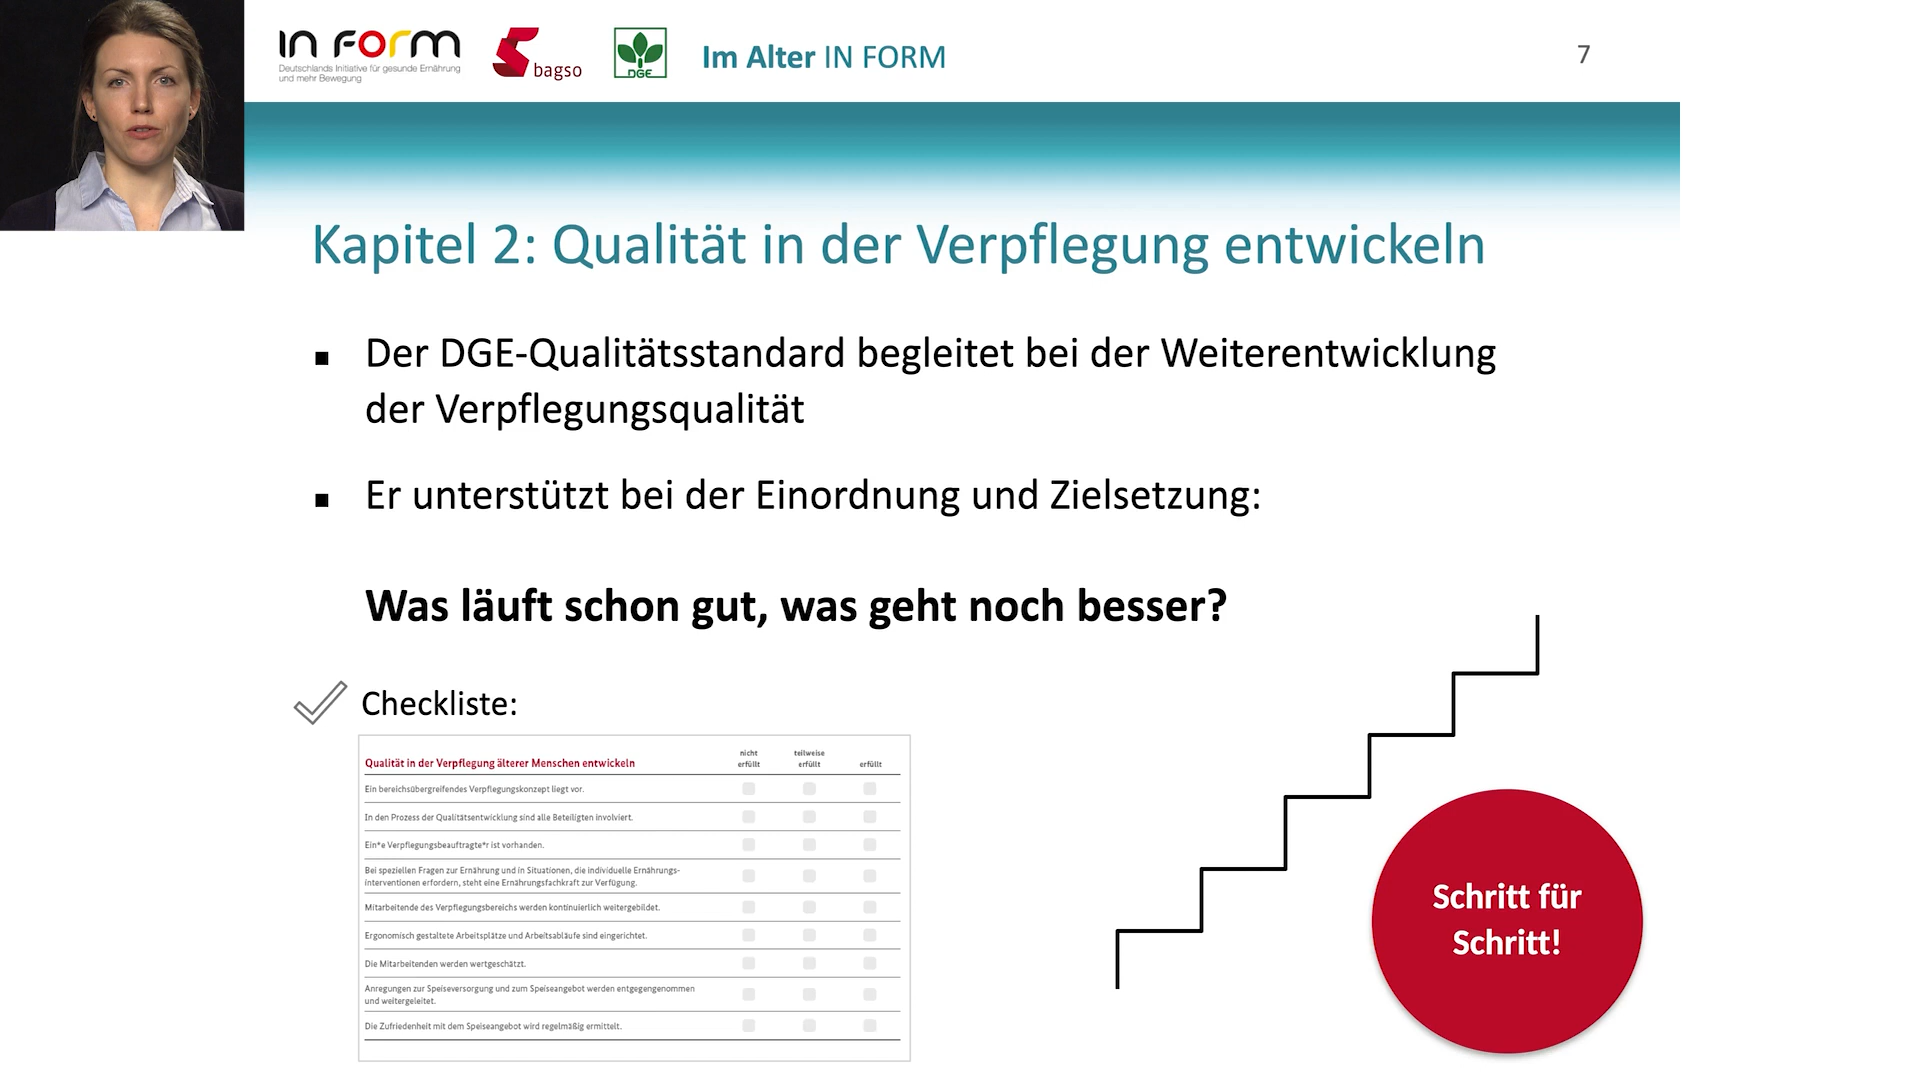 IN FORM
Deutschlands Initiative für gesunde Ernährung
und mehr Bewegung
bagso
DGE
Im Alter IN FORM
7
Kapitel 2: Qualität in der Verpflegung entwickeln
Der DGE-Qualitätsstandard begleitet bei der Weiterentwicklung
der Verpflegungsqualität
Er unterstützt bei der Einordnung und Zielsetzung:
Was läuft schon gut, was geht noch besser?
Checkliste:
Qualität in der Verpflegung älterer Menschen entwickeln
nicht
erfüllt
teilweise
erfüllt
erfüllt
Ein bereichsübergreifendes Verpflegungskonzept liegt vor.
In den Prozess der Qualitätsentwicklung sind alle Beteiligten involviert.
Ein*e Verpflegungsbeauftragte*r ist vorhanden.
Bei speziellen Fragen zur Ernährung und in Situationen, die individuelle Ernährungs-
interventionen erfordern, steht eine Ernährungsfachkraft zur Verfügung.
Mitarbeitende des Verpflegungsbereichs werden kontinuierlich weitergebildet.
Ergonomisch gestaltete Arbeitsplätze und Arbeitsabläufe sind eingerichtet.
Die Mitarbeitenden werden wertgeschätzt.
Anregungen zur Speiseversorgung und zum Speiseangebot werden entgegengenommen
und weitergeleitet.
Die Zufriedenheit mit dem Speiseangebot wird regelmäßig ermittelt.
Schritt für
Schritt!